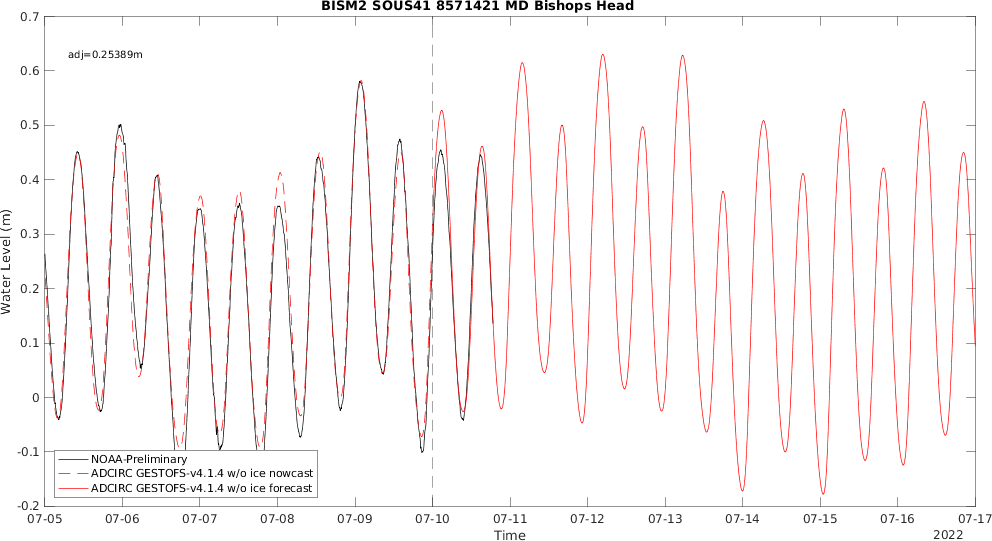 BISM2 SOUS41 8571421 MD Bishops Head
adj=0.25389m
Water Level (m)
0.7
0.6
0.5
0.4
0.3
0.2
0.1
0
-0.1
-0.2
NOAA-Preliminary
ADCIRC GESTOFS-v4.1.4 w/o ice nowcast
ADCIRC GESTOFS-v4.1.4 w/o ice forecast
07-05 07-06 07-07 07-08 07-09 07-10 07-11 07-12 07-13 07-14 07-15 07-16 07-17
Time
2022